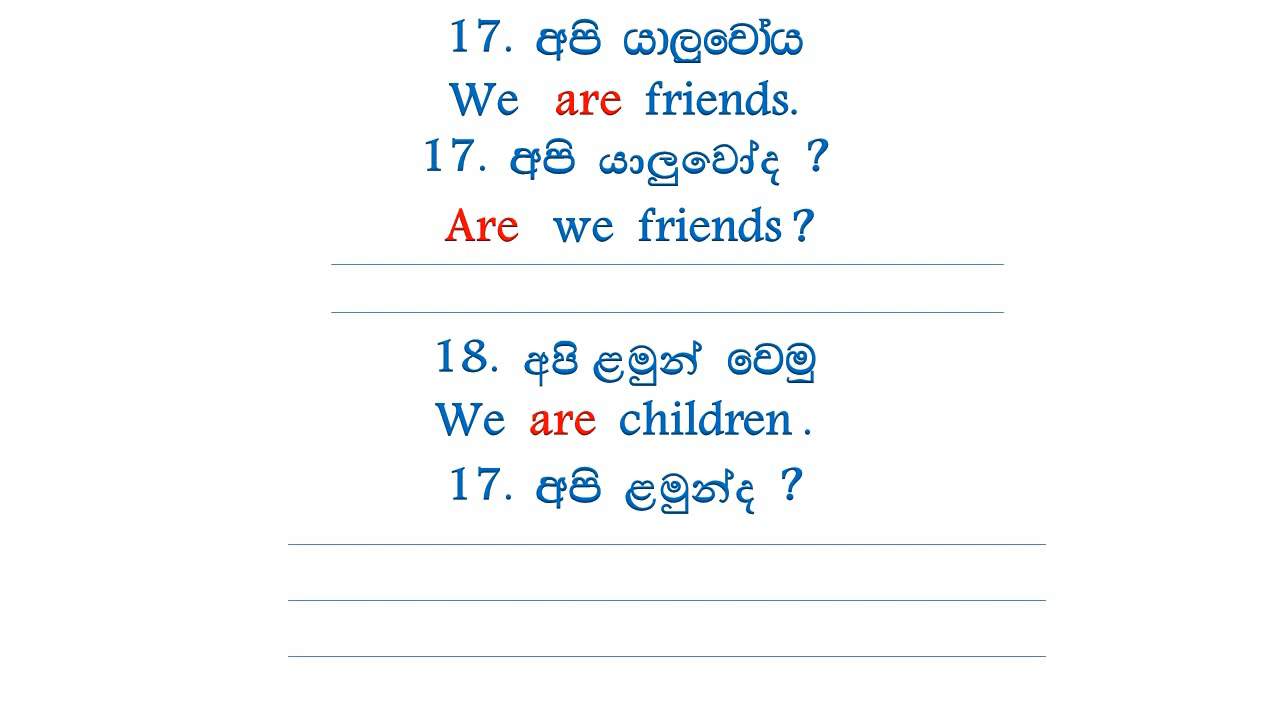 17. අපි යාලුවෝය
We are friends.
17. අපි යාලුවෝද ?
Are we friends ?
18. අපි ළමුන් වෙමු
We are children .
17. අපි ළමුන්ද ?